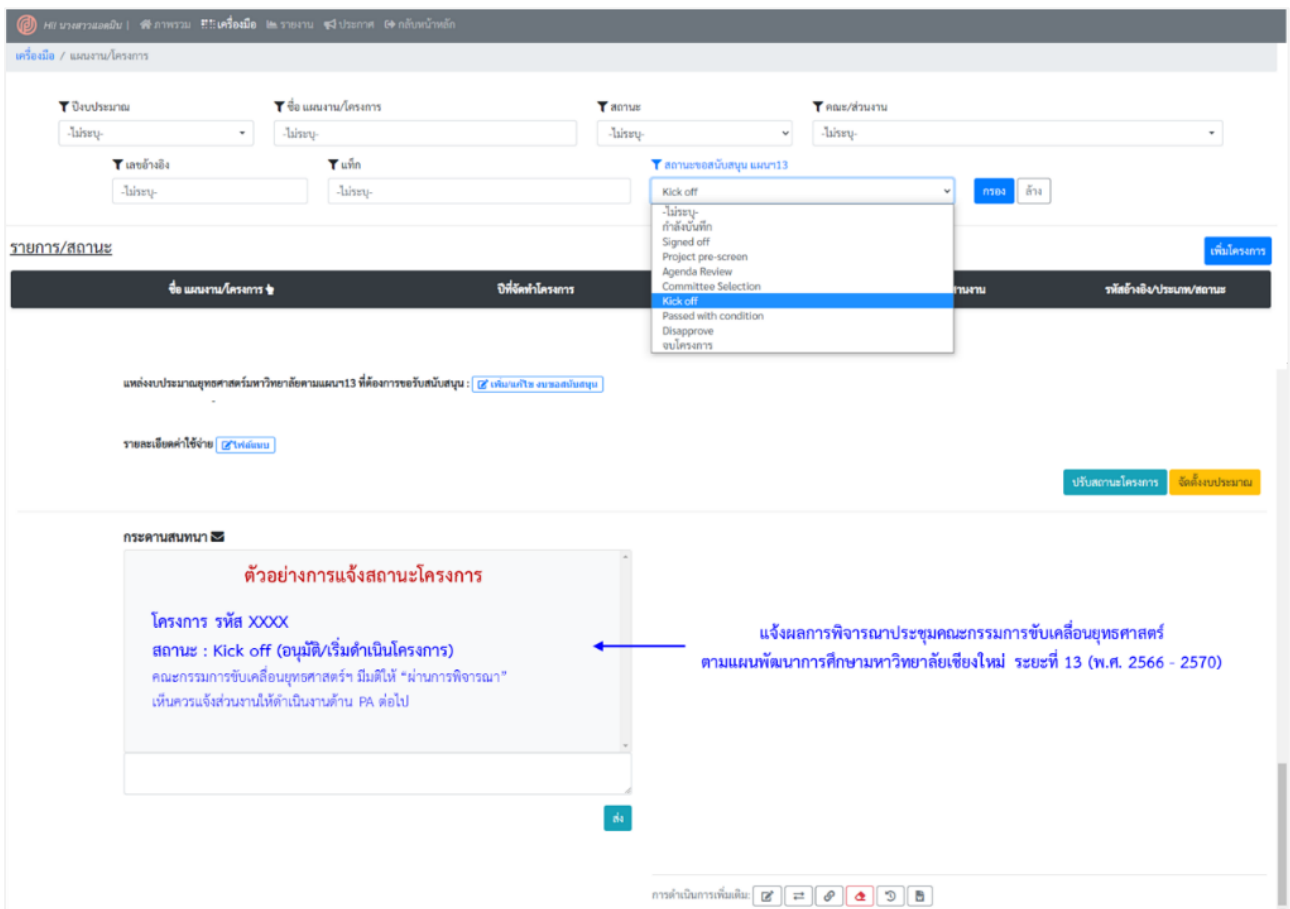 HI! นางสาวแอดมิน | ภาพรวม เครื่องมือ รายงาน ประกาศ กลับหน้าหลัก
เครื่องมือ / แผนงาน/โครงการ
ปีงบประมาณ ชื่อ แผนงาน/โครงการ สถานะ คณะ/ส่วนงาน
-ไม่ระบุ- -ไม่ระบุ- -ไม่ระบุ- -ไม่ระบุ-
เลขอ้างอิง แท็ก สถานะขอสนับสนุน แผนฯ13
-ไม่ระบุ- -ไม่ระบุ- Kick off กรอง ล้าง
-ไม่ระบุ-
กำลังบันทึก
Signed off
Project pre-screen
Agenda Review
Committee Selection
Kick off
Passed with condition
Disapprove
จบโครงการ
รายการ/สถานะ เพิ่มโครงการ
ชื่อ แผนงาน/โครงการ ปีที่จัดทำโครงการ านงาน รหัสอ้างอิง/ประเภท/สถานะ
แหล่งงบประมาณยุทธศาสตร์มหาวิทยาลัยตามแผนฯ13 ที่ต้องการขอรับสนับสนุน : เพิ่ม/แก้ไข งบขอสนับสนุน
-
รายละเอียดค่าใช้จ่าย ไฟล์แนบ
ปรับสถานะโครงการ จัดตั้งงบประมาณ
กระดานสนทนา
ตัวอย่างการแจ้งสถานะโครงการ
โครงการ รหัส XXXX
สถานะ : Kick off (อนุมัติ/เริ่มดำเนินโครงการ)
คณะกรรมการขับเคลื่อนยุทธศาสตร์ฯ มีมติให้ "ผ่านการพิจารณา"
เห็นควรแจ้งส่วนงานให้ดำเนินงานด้าน PA ต่อไป
แจ้งผลการพิจารณาประชุมคณะกรรมการขับเคลื่อนยุทธศาสตร์
ตามแผนพัฒนาการศึกษามหาวิทยาลัยเชียงใหม่ ระยะที่ 13 (พ.ศ. 2566 - 2570)
ส่ง
การดำเนินการเพิ่มเติม: